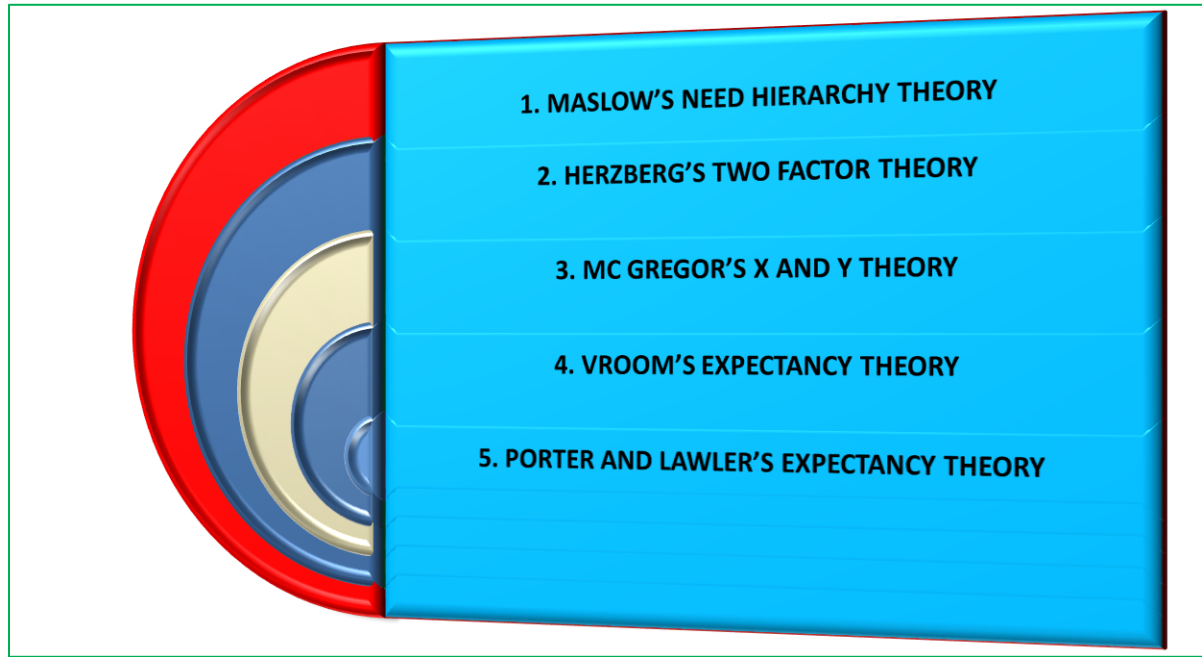 1. MASLOW’S NEED HIERARCHY THEORY
2. HERZBERG’S TWO FACTOR THEORY
3. MC GREGOR’S X AND Y THEORY
4. VROOM’S EXPECTANCY THEORY
5. PORTER AND LAWLER’S EXPECTANCY THEORY